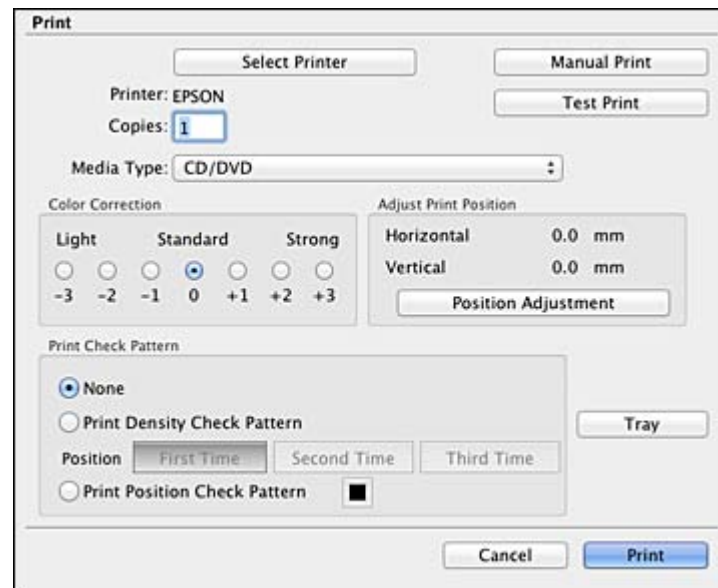 Print
Select Printer
Manual Print
Printer: EPSON
Test Print
Copies: 1
Media Type: CD/DVD
Color Correction
Light Standard Strong
-3 -2 -1 0 +1 +2 +3
Adjust Print Position
Horizontal 0.0 mm
Vertical 0.0 mm
Position Adjustment
Print Check Pattern
None
Print Density Check Pattern
Position First Time Second Time Third Time
Print Position Check Pattern
Tray
Cancel Print